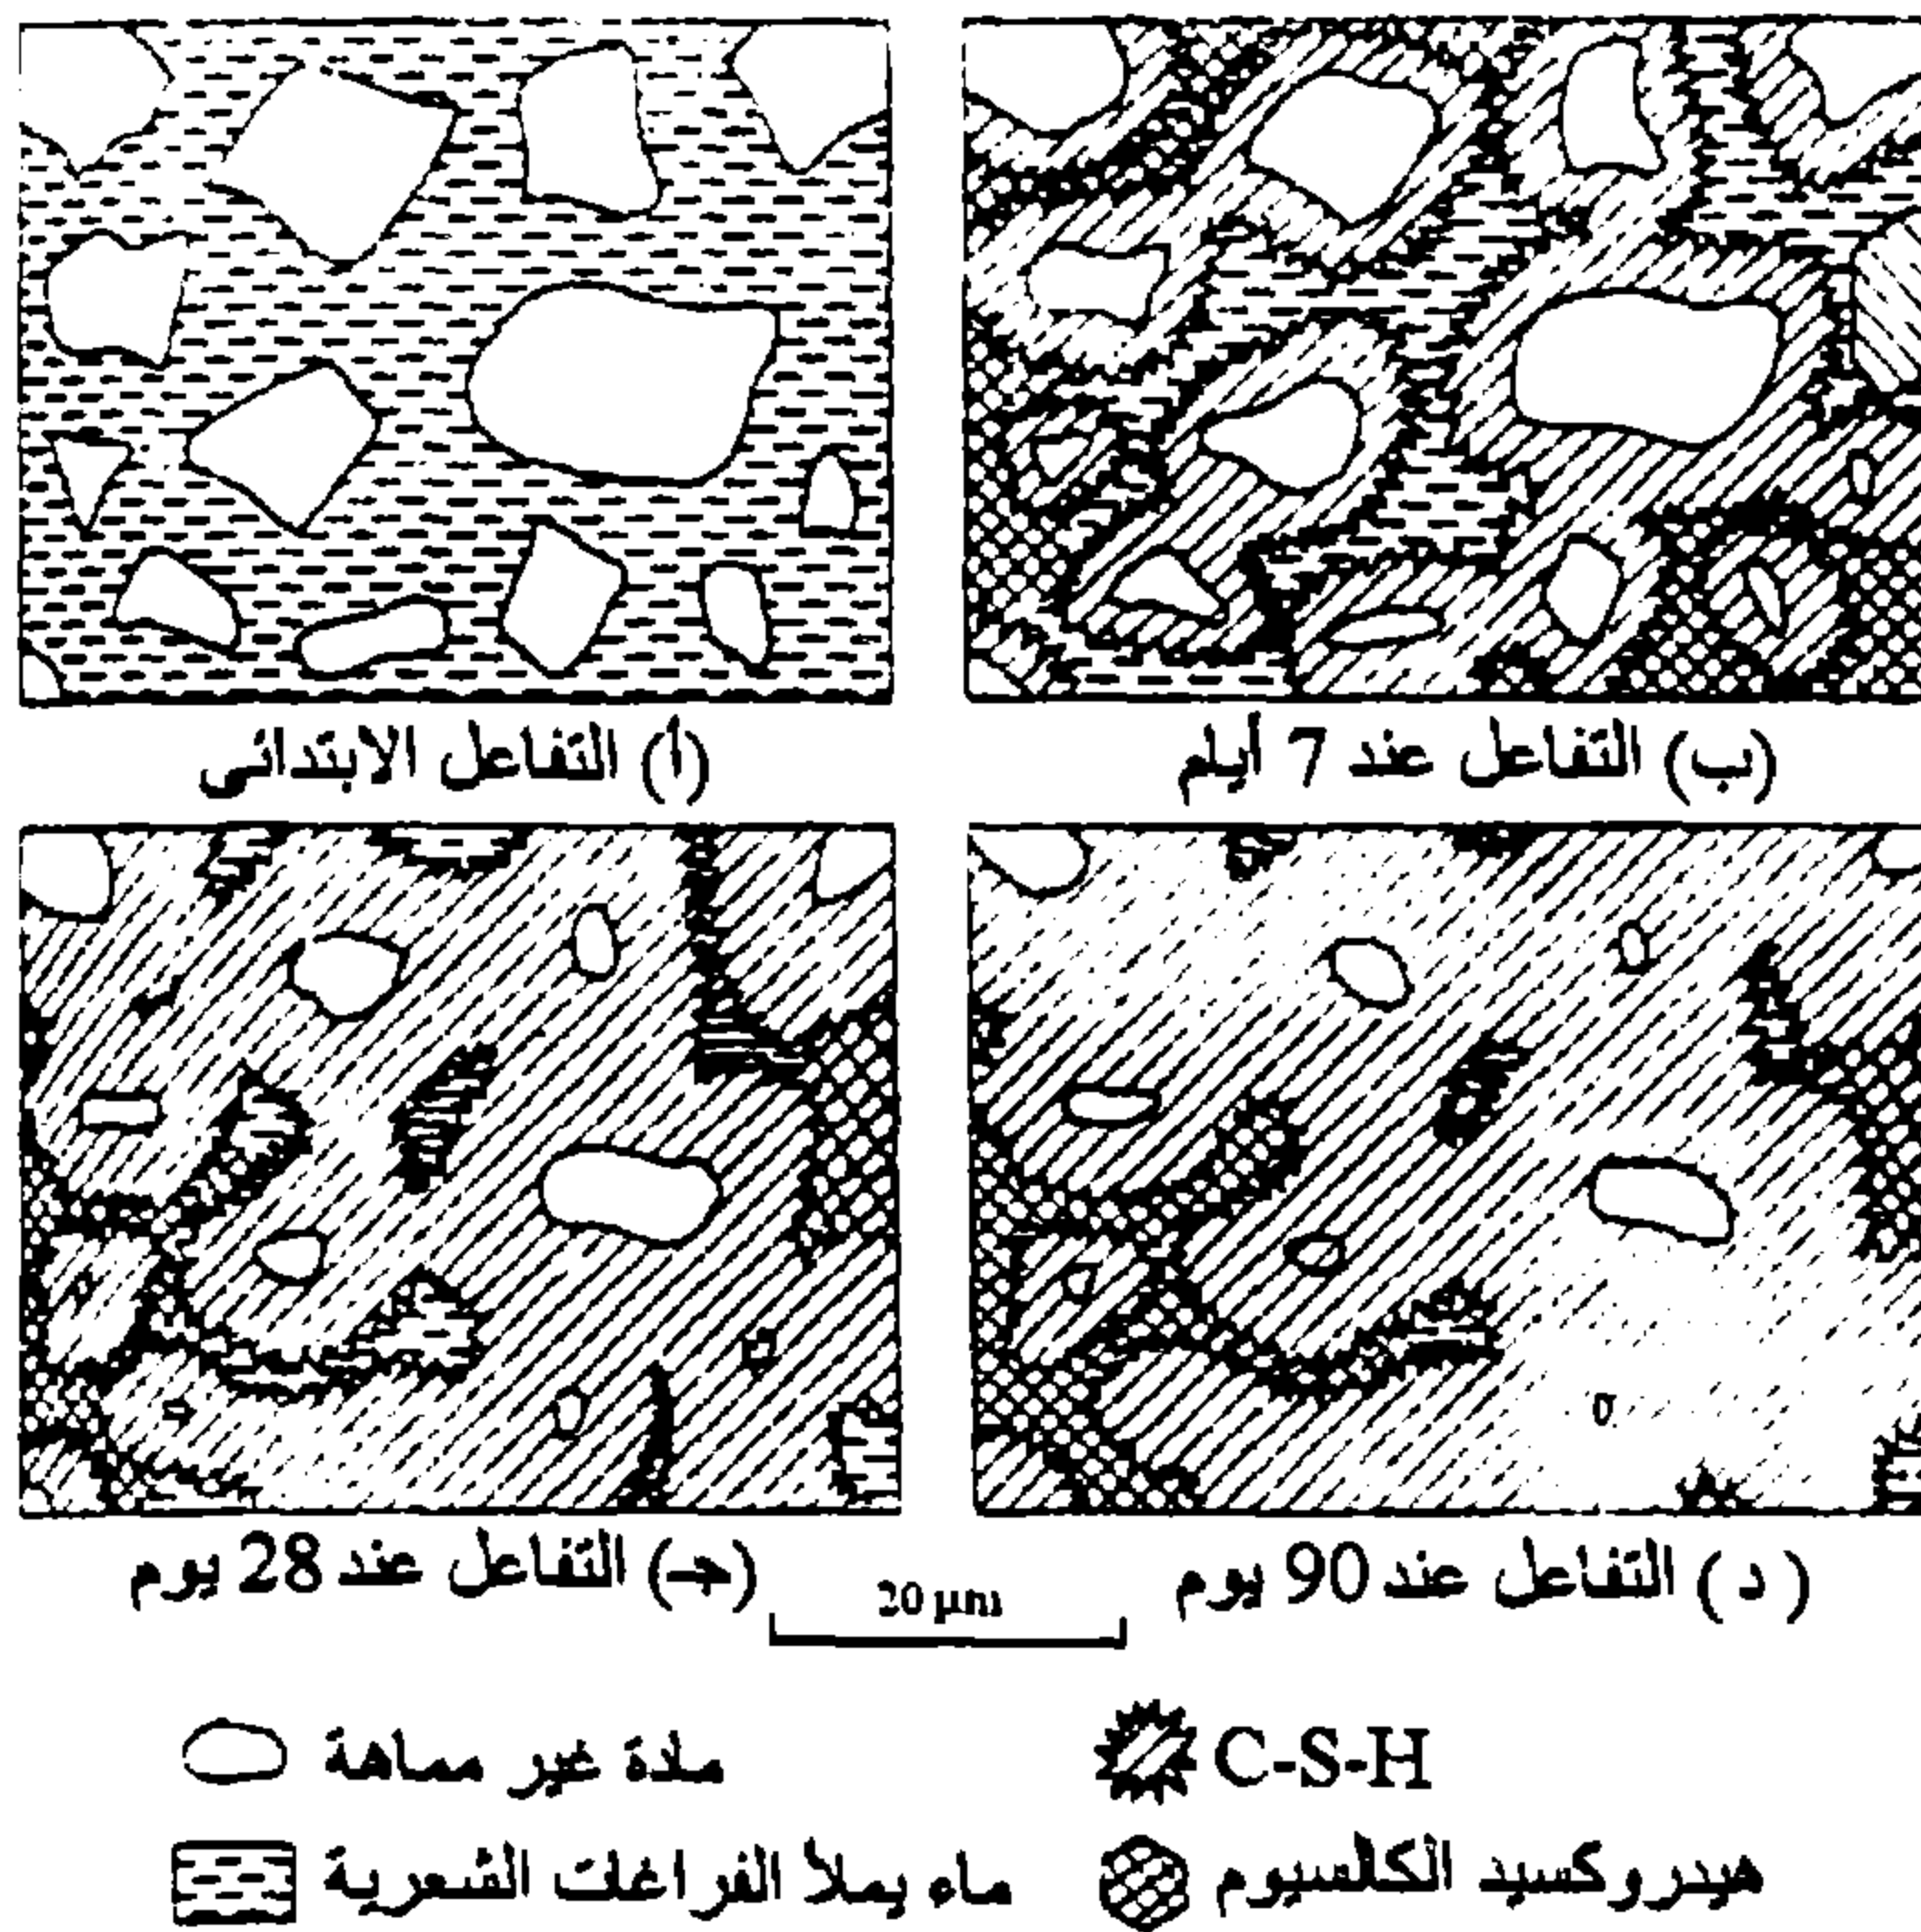 (أ) التفاعل الابتدائى
(ب) التفاعل عند 7 أيام
(جـ) التفاعل عند 28 يوم
(د) التفاعل عند 90 يوم
20 μm
مادة غير مماهة
C-S-H
ماء يملأ الفراغات الشعرية
هيدروكسيد الكالسيوم